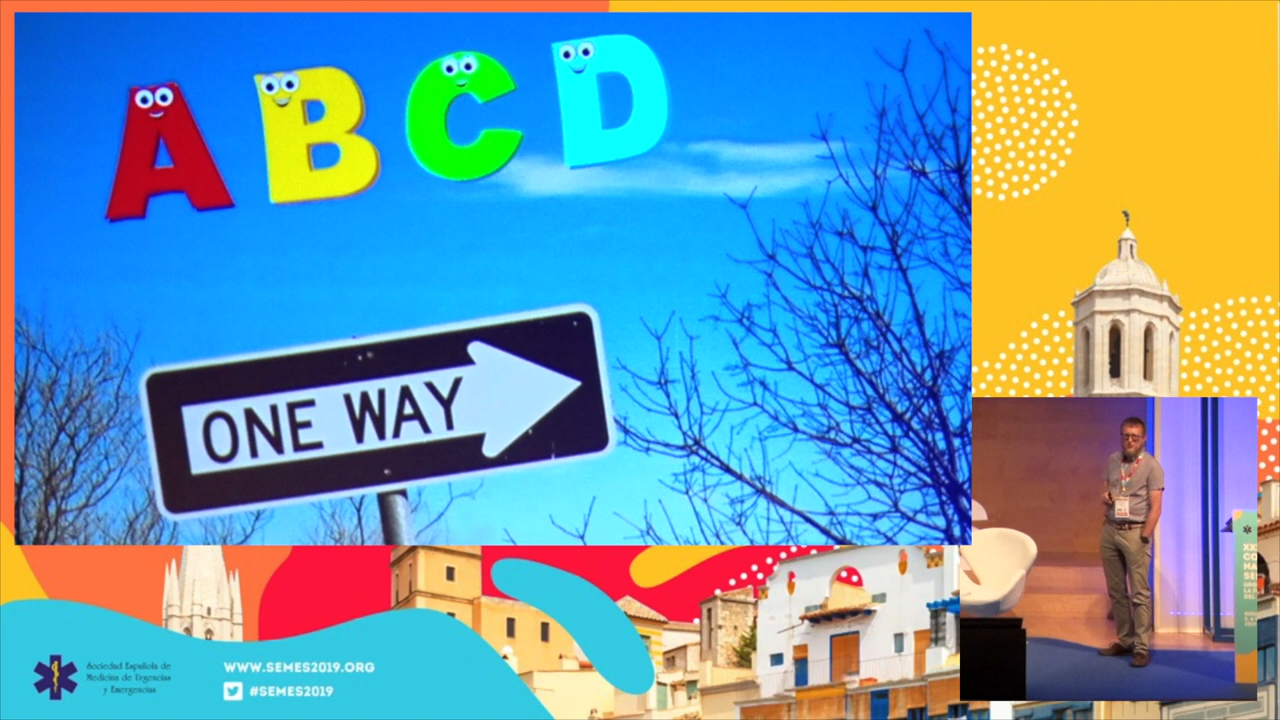 A B C D
ONE WAY
Sociedad Española de
Medicina de Urgencias
y Emergencias
WWW.SEMES2019.ORG
#SEMES2019